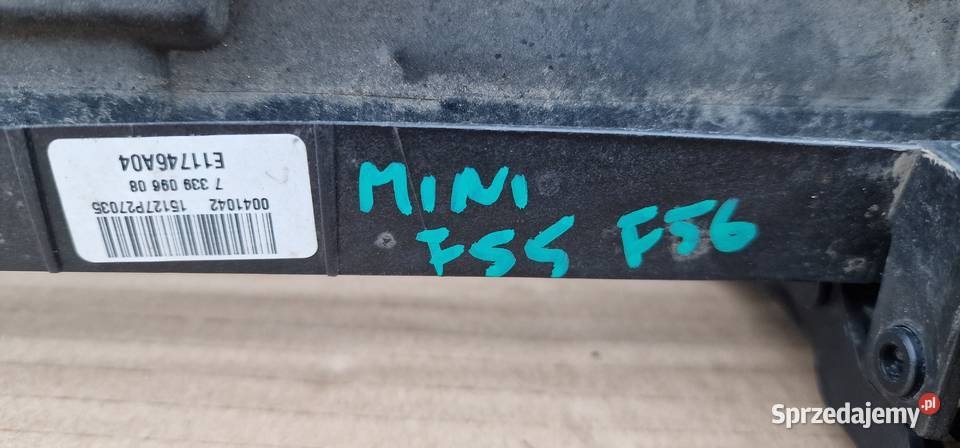 0041042 15127P27035
7 339 096 08
E11746A04
MINI
F55 F56
Sprzedajemy.pl